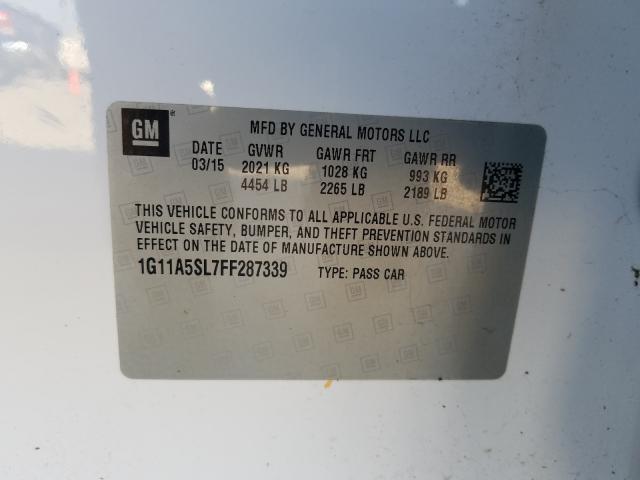 GM
MFD BY GENERAL MOTORS LLC
DATE GVWR GAWR FRT GAWR RR
03/15 2021 KG 1028 KG 993 KG
4454 LB 2265 LB 2189 LB
THIS VEHICLE CONFORMS TO ALL APPLICABLE U.S. FEDERAL MOTOR
VEHICLE SAFETY, BUMPER, AND THEFT PREVENTION STANDARDS IN
EFFECT ON THE DATE OF MANUFACTURE SHOWN ABOVE.
1G11A5SL7FF287339 TYPE: PASS CAR